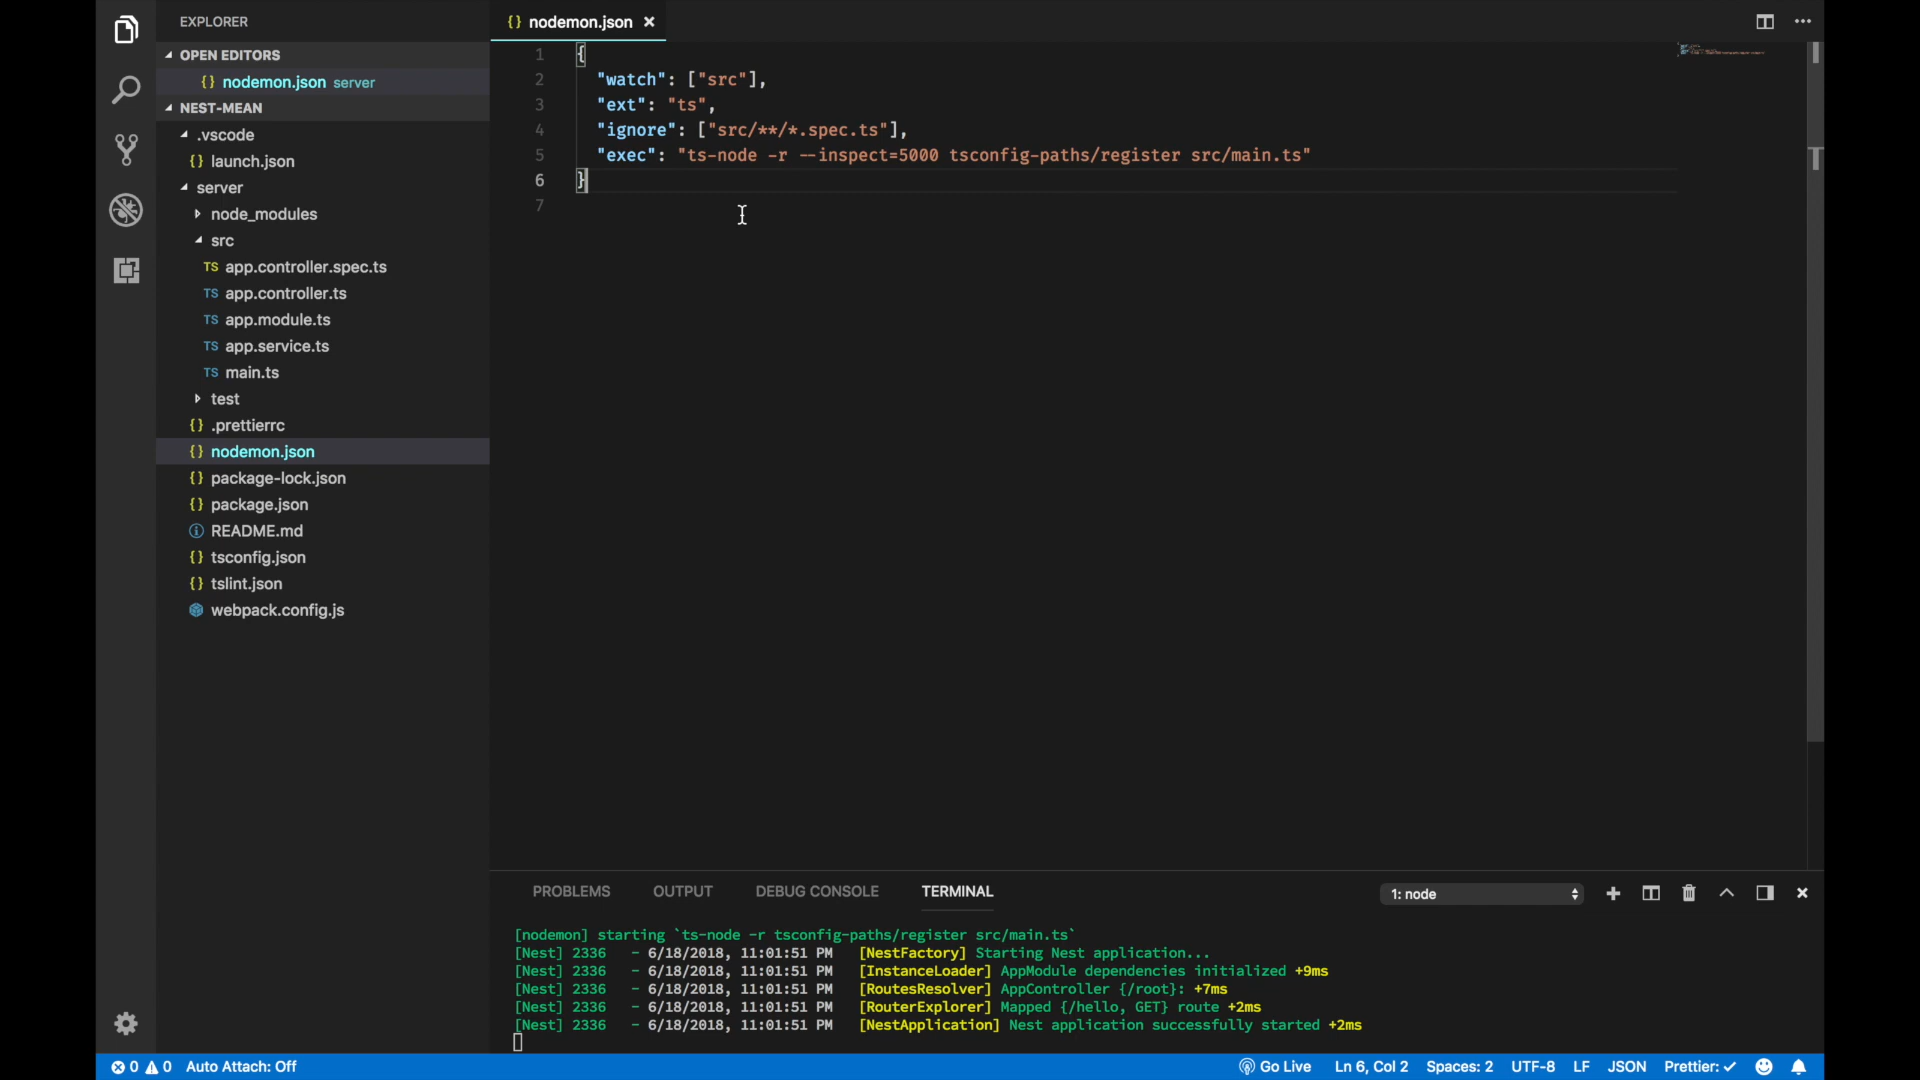 EXPLORER
OPEN EDITORS
{} nodemon.json server
NEST-MEAN
.vscode
{} launch.json
server
node_modules
src
TS app.controller.spec.ts
TS app.controller.ts
TS app.module.ts
TS app.service.ts
TS main.ts
test
{} .prettierrc
{} nodemon.json
{} package-lock.json
{} package.json
README.md
{} tsconfig.json
{} tslint.json
webpack.config.js
{} nodemon.json
1 {
2 "watch": ["src"],
3 "ext": "ts",
4 "ignore": ["src/**/*.spec.ts"],
5 "exec": "ts-node -r --inspect=5000 tsconfig-paths/register src/main.ts"
6 }
7
PROBLEMS OUTPUT DEBUG CONSOLE TERMINAL 1: node
[nodemon] starting `ts-node -r tsconfig-paths/register src/main.ts`
[Nest] 2336 - 6/18/2018, 11:01:51 PM [NestFactory] Starting Nest application...
[Nest] 2336 - 6/18/2018, 11:01:51 PM [InstanceLoader] AppModule dependencies initialized +9ms
[Nest] 2336 - 6/18/2018, 11:01:51 PM [RoutesResolver] AppController {/root}: +7ms
[Nest] 2336 - 6/18/2018, 11:01:51 PM [RouterExplorer] Mapped {/hello, GET} route +2ms
[Nest] 2336 - 6/18/2018, 11:01:51 PM [NestApplication] Nest application successfully started +2ms
0 0 Auto Attach: Off Go Live Ln 6, Col 2 Spaces: 2 UTF-8 LF JSON Prettier: ✓